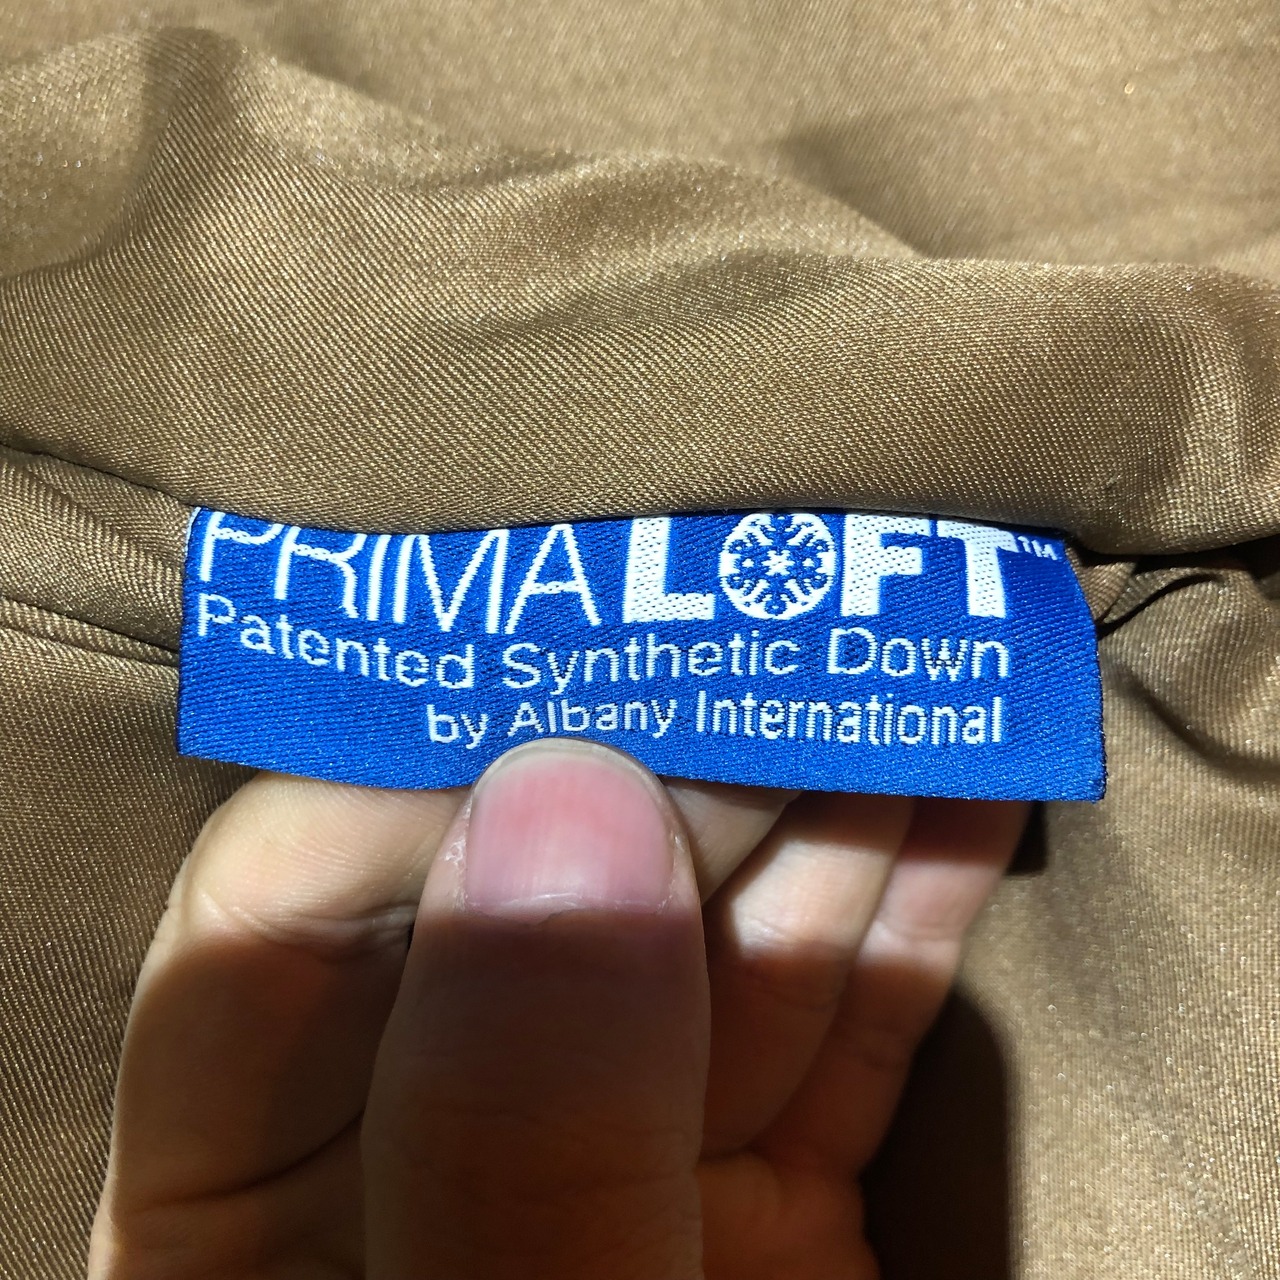 PRIMALOFT™
Patented Synthetic Down
by Albany International